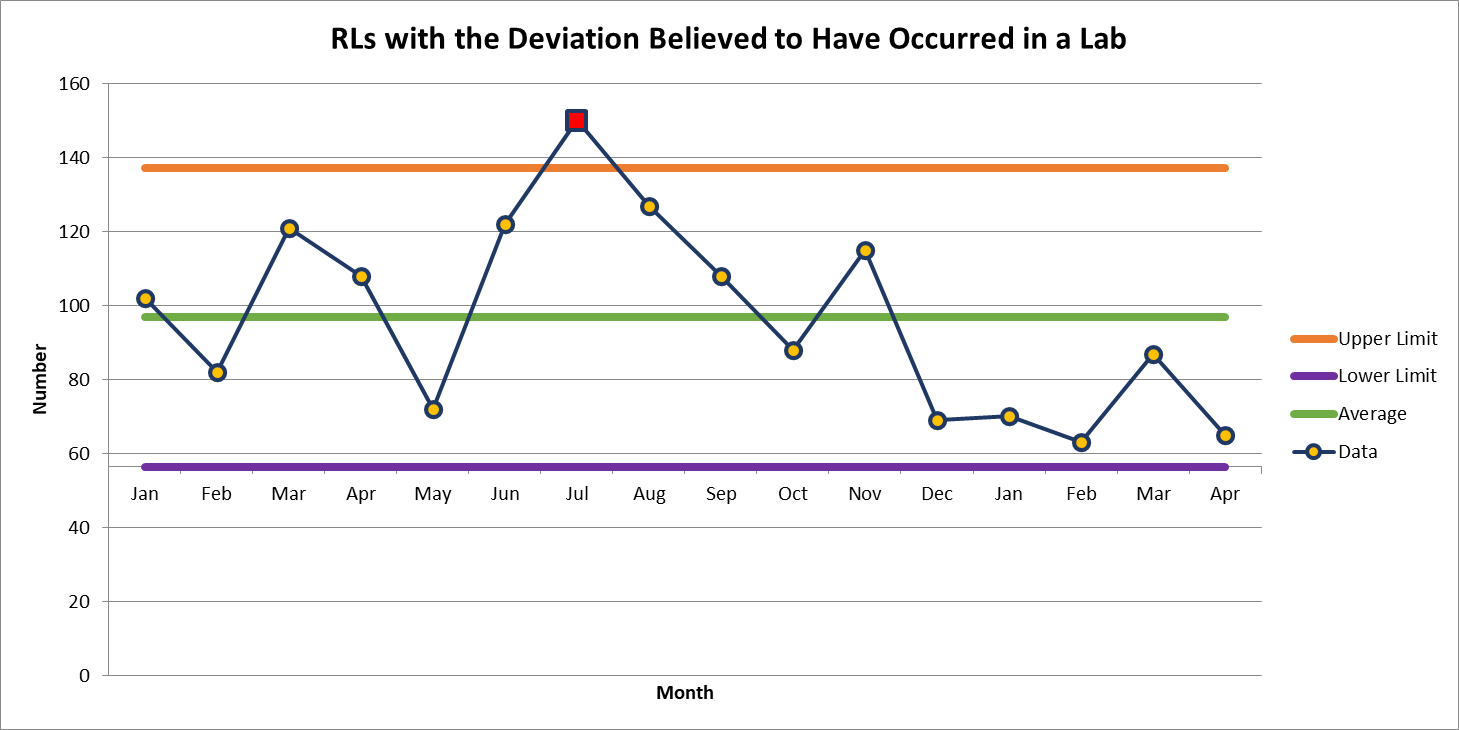 RLs with the Deviation Believed to Have Occurred in a Lab
160
140
120
100
80
60
40
20
0
Number
Jan Feb Mar Apr May Jun Jul Aug Sep Oct Nov Dec Jan Feb Mar Apr
Month
Upper Limit
Lower Limit
Average
Data